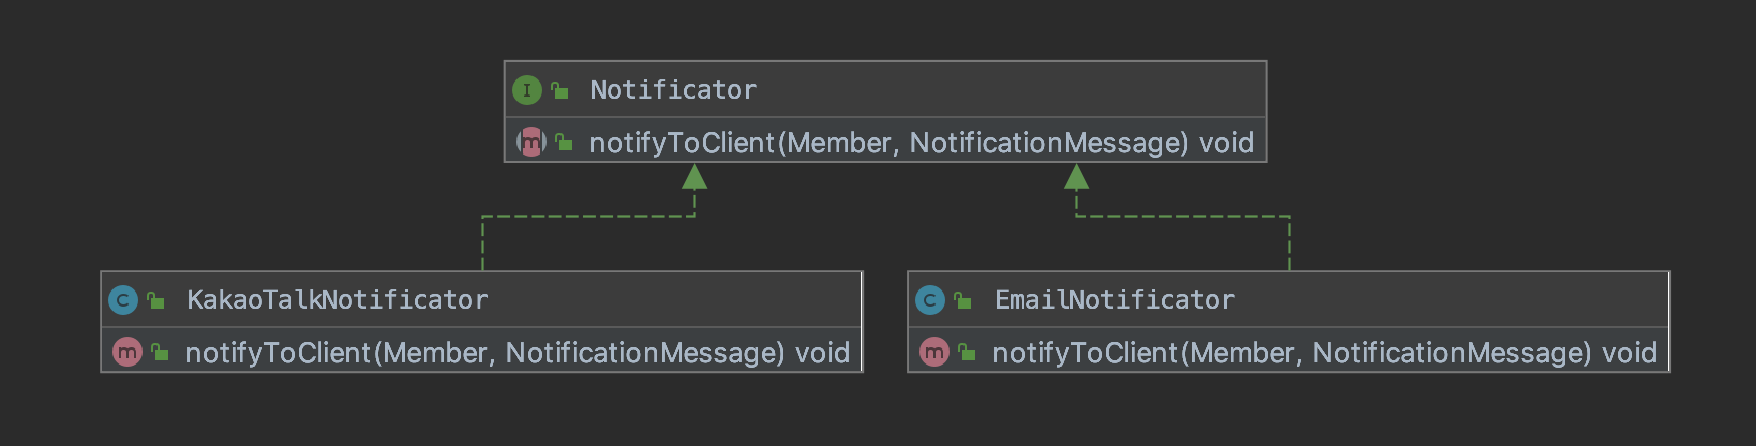 I Notificator
m notifyToClient(Member, NotificationMessage) void
C KakaoTalkNotificator
m notifyToClient(Member, NotificationMessage) void
C EmailNotificator
m notifyToClient(Member, NotificationMessage) void